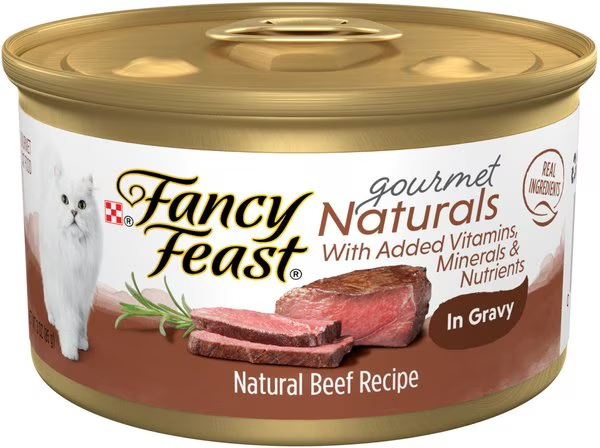 Fancy
Feast
®
®
gourmet
Naturals
With Added Vitamins,
Minerals &
Nutrients
REAL
INGREDIENTS
In Gravy
Natural Beef Recipe